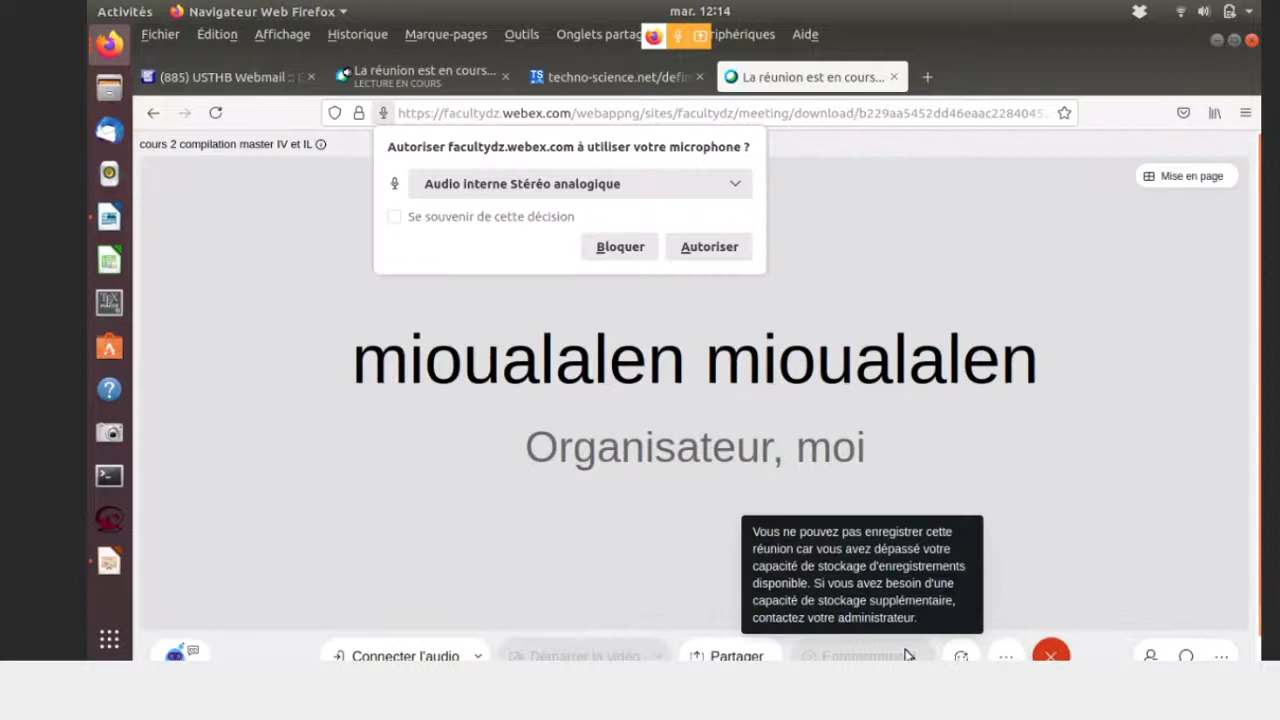 Activités Navigateur Web Firefox mar. 12:14
Fichier Édition Affichage Historique Marque-pages Outils Onglets partag riphériques Aide
(885) USTHB Webmail :: E La réunion est en cours... techno-science.net/defin La réunion est en cours...
LECTURE EN COURS
https://facultydz.webex.com/webappng/sites/facultydz/meeting/download/b229aa5452dd46eaac2284045...
cours 2 compilation master IV et IL
Autoriser facultydz.webex.com à utiliser votre microphone ?
Mise en page
Audio interne Stéréo analogique
Se souvenir de cette décision
Bloquer Autoriser
mioualalen mioualalen
Organisateur, moi
Vous ne pouvez pas enregistrer cette
réunion car vous avez dépassé votre
capacité de stockage d'enregistrements
disponible. Si vous avez besoin d'une
capacité de stockage supplémentaire,
contactez votre administrateur.
Connecter l'audio Démarrer la vidéo Partager